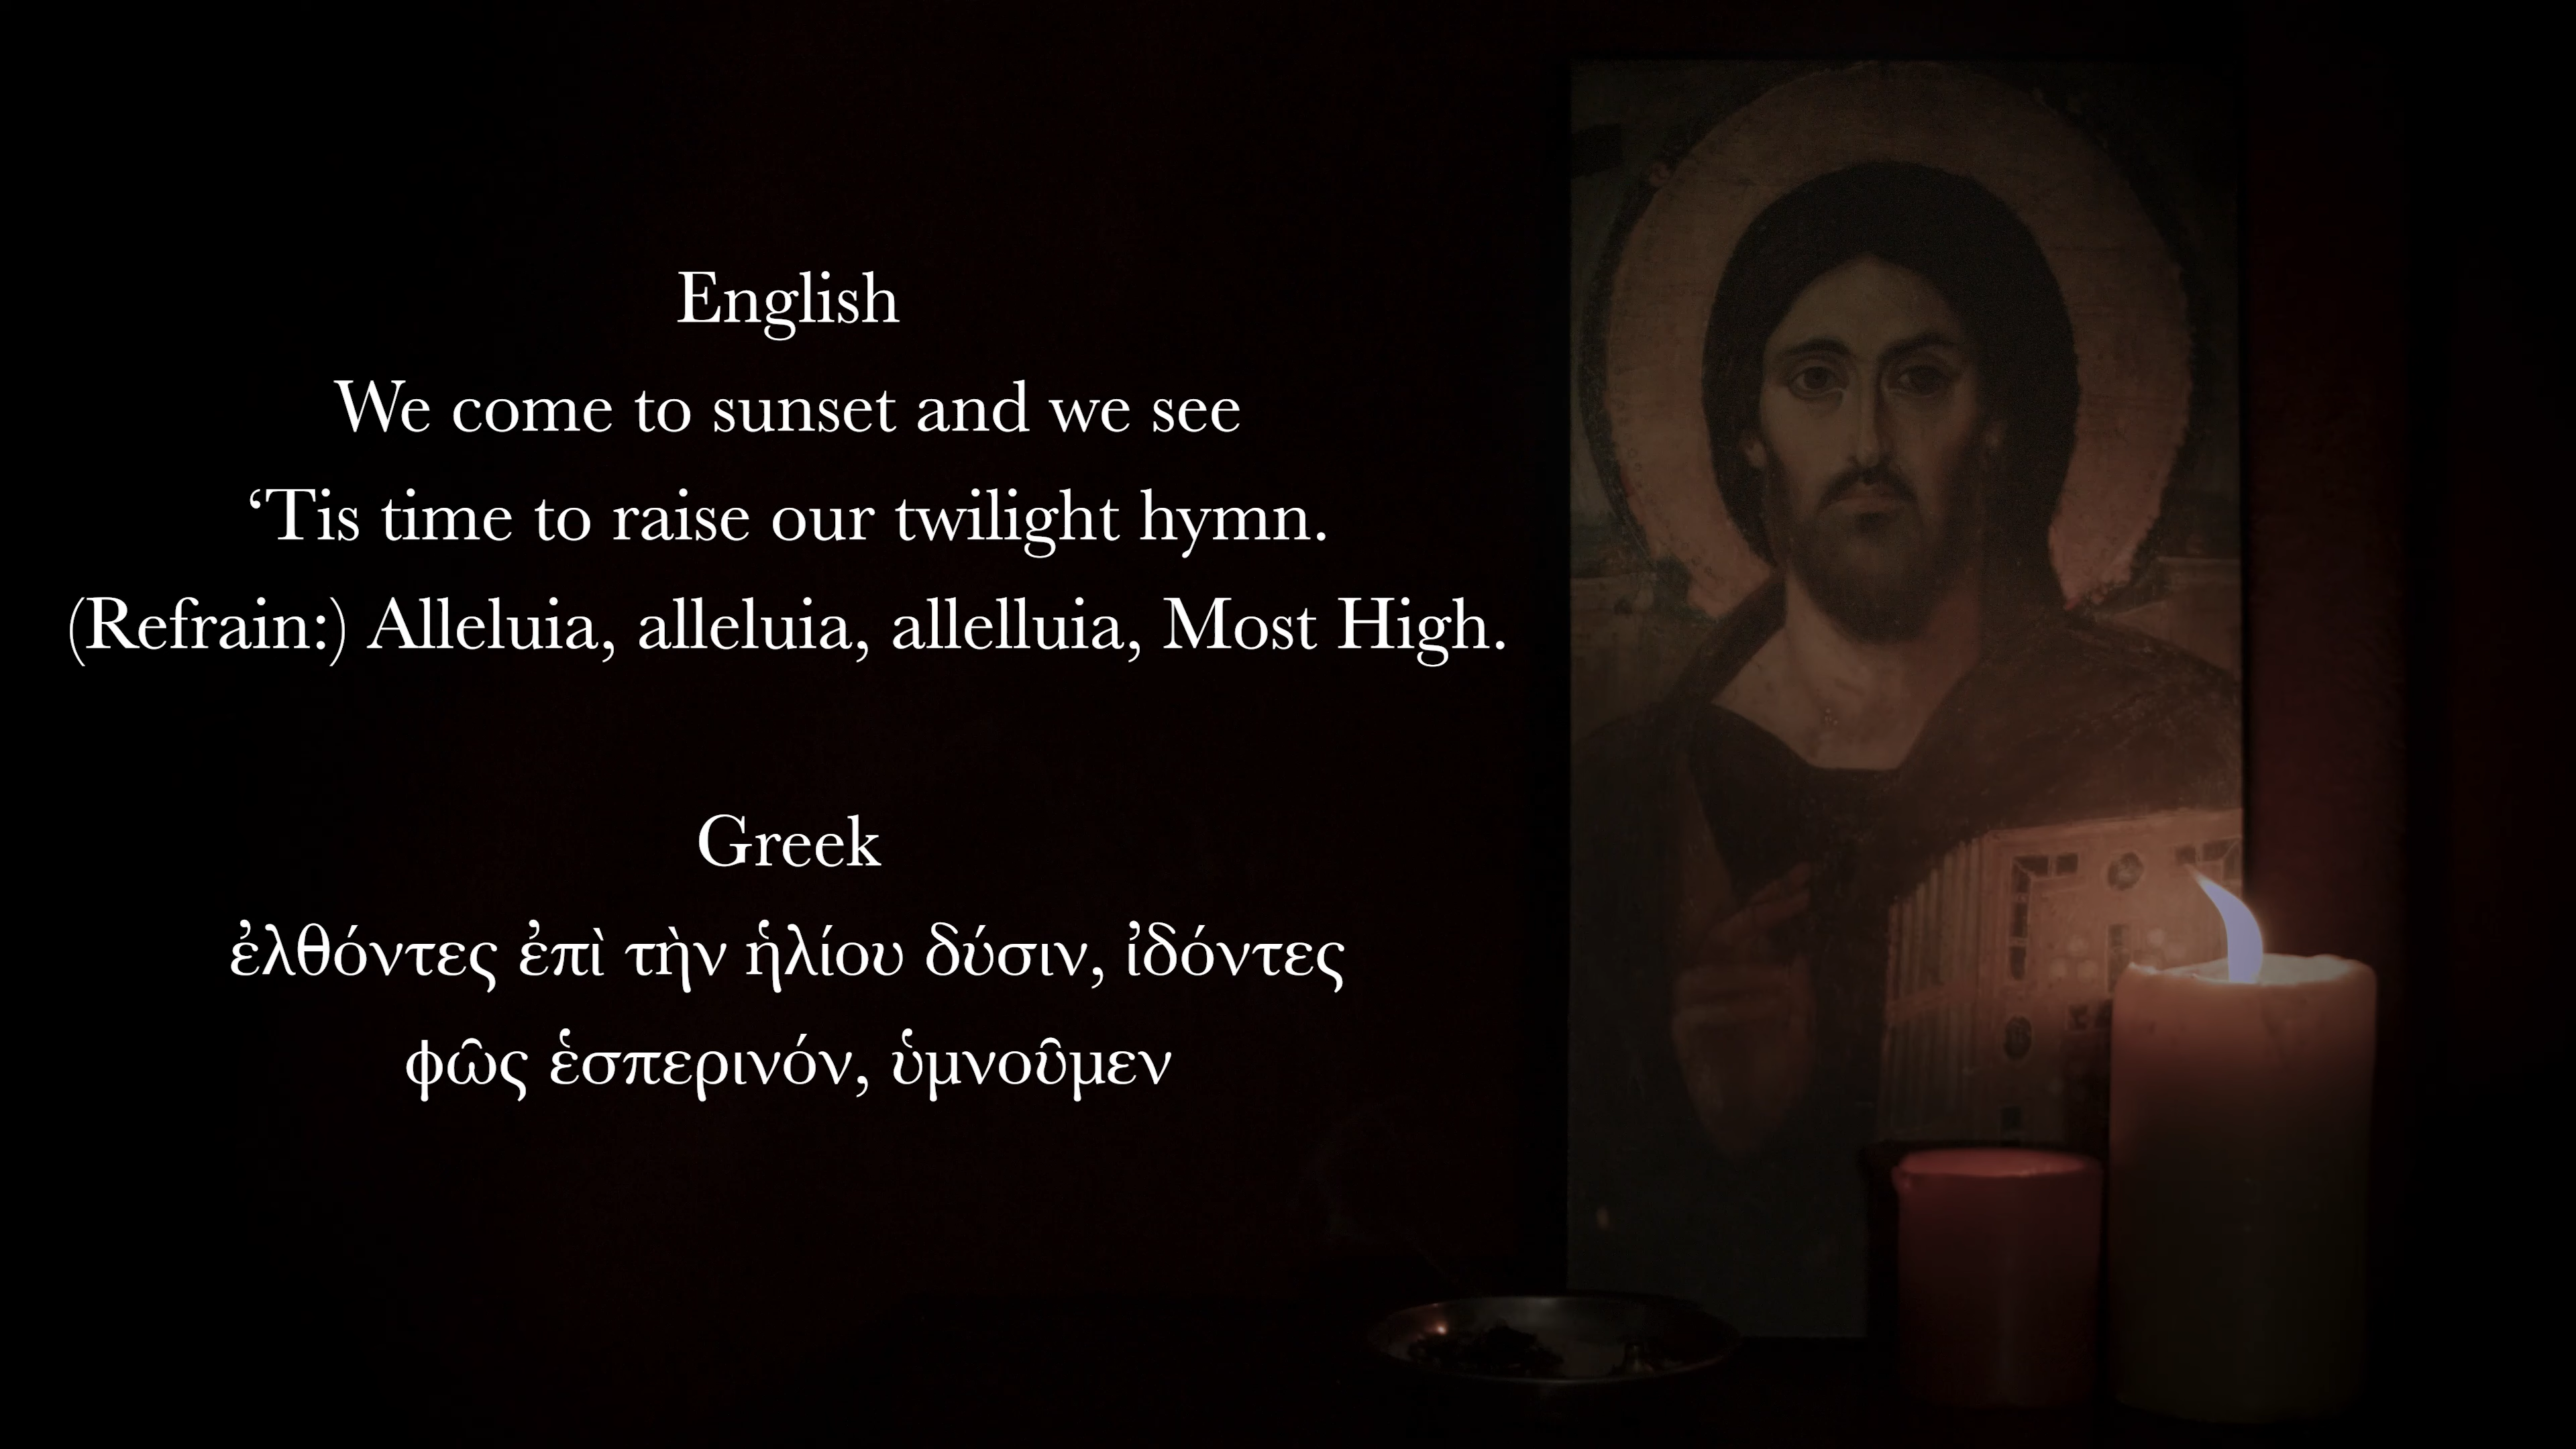 English
We come to sunset and we see
‘Tis time to raise our twilight hymn.
(Refrain:) Alleluia, alleluia, allelluia, Most High.
Greek
ἐλθόντες ἐπὶ τὴν ἡλίου δύσιν, ἰδόντες
φῶς ἑσπερινόν, ὑμνοῦμεν